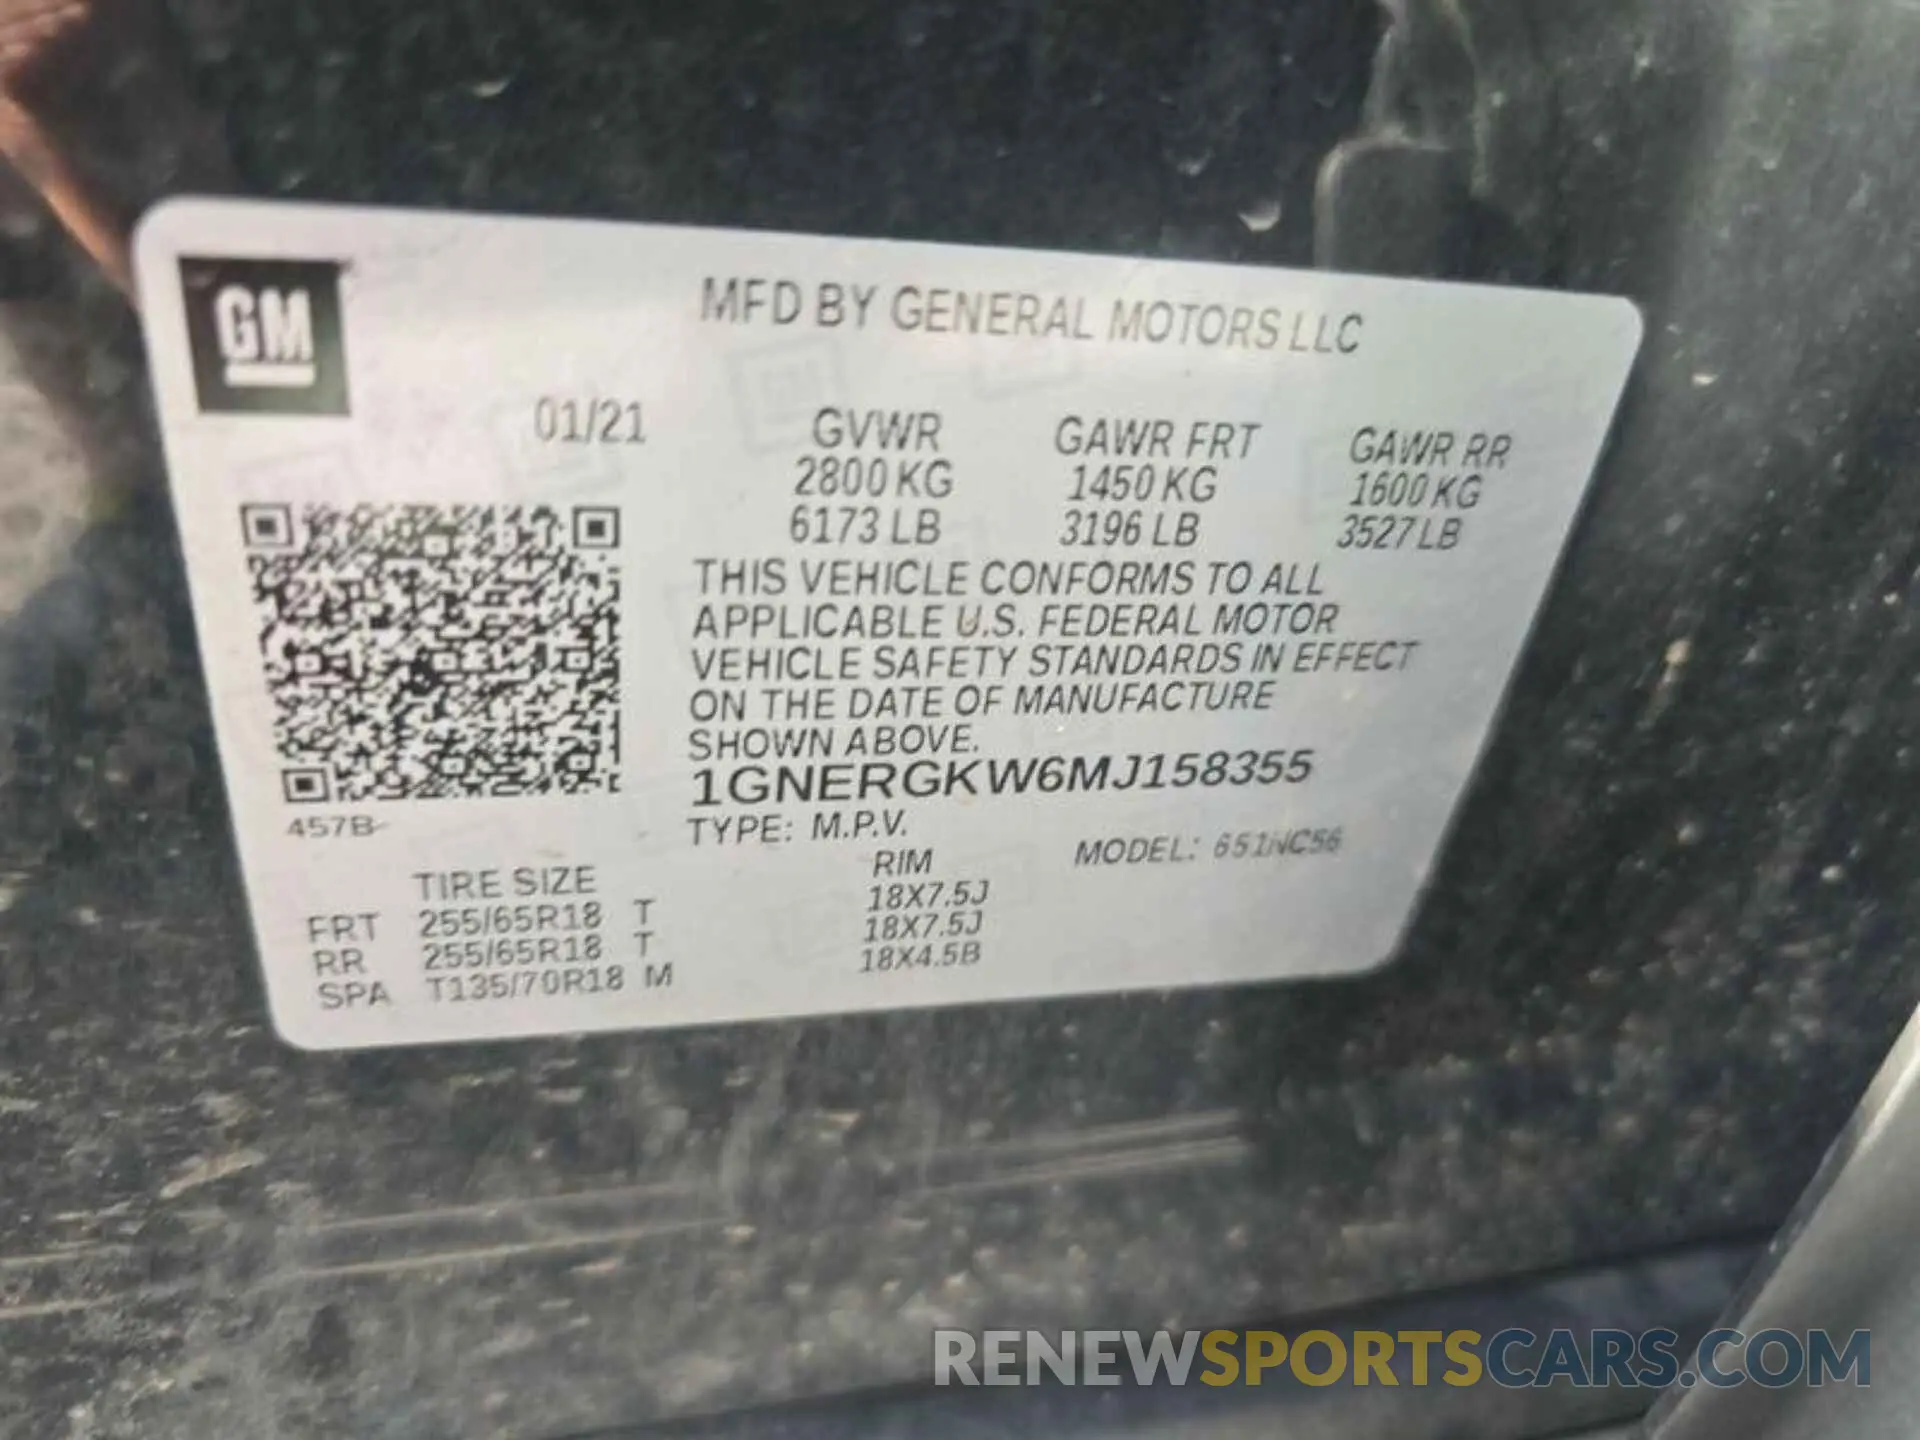 GM
MFD BY GENERAL MOTORS LLC
01/21 GVWR GAWR FRT GAWR RR
2800 KG 1450 KG 1600 KG
6173 LB 3196 LB 3527 LB
THIS VEHICLE CONFORMS TO ALL
APPLICABLE U.S. FEDERAL MOTOR
VEHICLE SAFETY STANDARDS IN EFFECT
ON THE DATE OF MANUFACTURE
SHOWN ABOVE.
1GNERGKW6MJ158355
457B
TYPE: M.P.V.
MODEL:
TIRE SIZE RIM
FRT 255/65R18 T 18X7.5J
RR 255/65R18 T 18X7.5J
SPA T135/70R18 M 18X4.5B
RENEWSPORTSCARS.COM